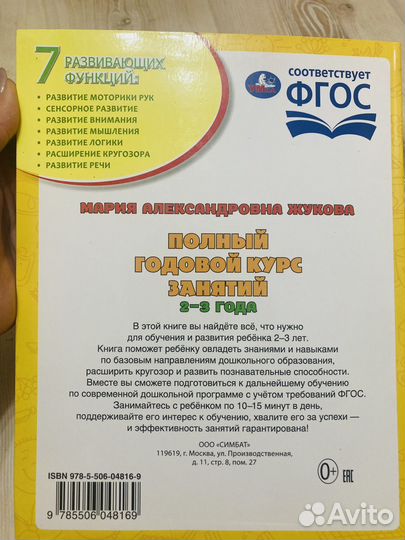 7 РАЗВИВАЮЩИХ
ФУНКЦИЙ:
• РАЗВИТИЕ МОТОРИКИ РУК
• СЕНСОРНОЕ РАЗВИТИЕ
• РАЗВИТИЕ ВНИМАНИЯ
• РАЗВИТИЕ МЫШЛЕНИЯ
• РАЗВИТИЕ ЛОГИКИ
• РАСШИРЕНИЕ КРУГОЗОРА
• РАЗВИТИЕ РЕЧИ
УМка
СООТВЕТСТВУЕТ
ФГОС
МАРИЯ АЛЕКСАНДРОВНА ЖУКОВА
ПОЛНЫЙ
ГОДОВОЙ КУРС
ЗАНЯТИЙ
2–3 ГОДА
В этой книге вы найдёте всё, что нужно
для обучения и развития ребёнка 2–3 лет.
Книга поможет ребёнку овладеть знаниями и навыками
по базовым направлениям дошкольного образования,
расширить кругозор и развить познавательные способности.
Вместе вы сможете подготовиться к дальнейшему обучению
по современной дошкольной программе с учётом требований ФГОС.
Занимайтесь с ребёнком по 10–15 минут в день,
поддерживайте его интерес к обучению, хвалите его за успехи —
и эффективность занятий гарантирована!
ООО «СИМБАТ»
119619, г. Москва, ул. Производственная,
д. 11, стр. 8, пом. 27
0+
EAC
ISBN 978-5-506-04816-9
9 785506 048169
Avito